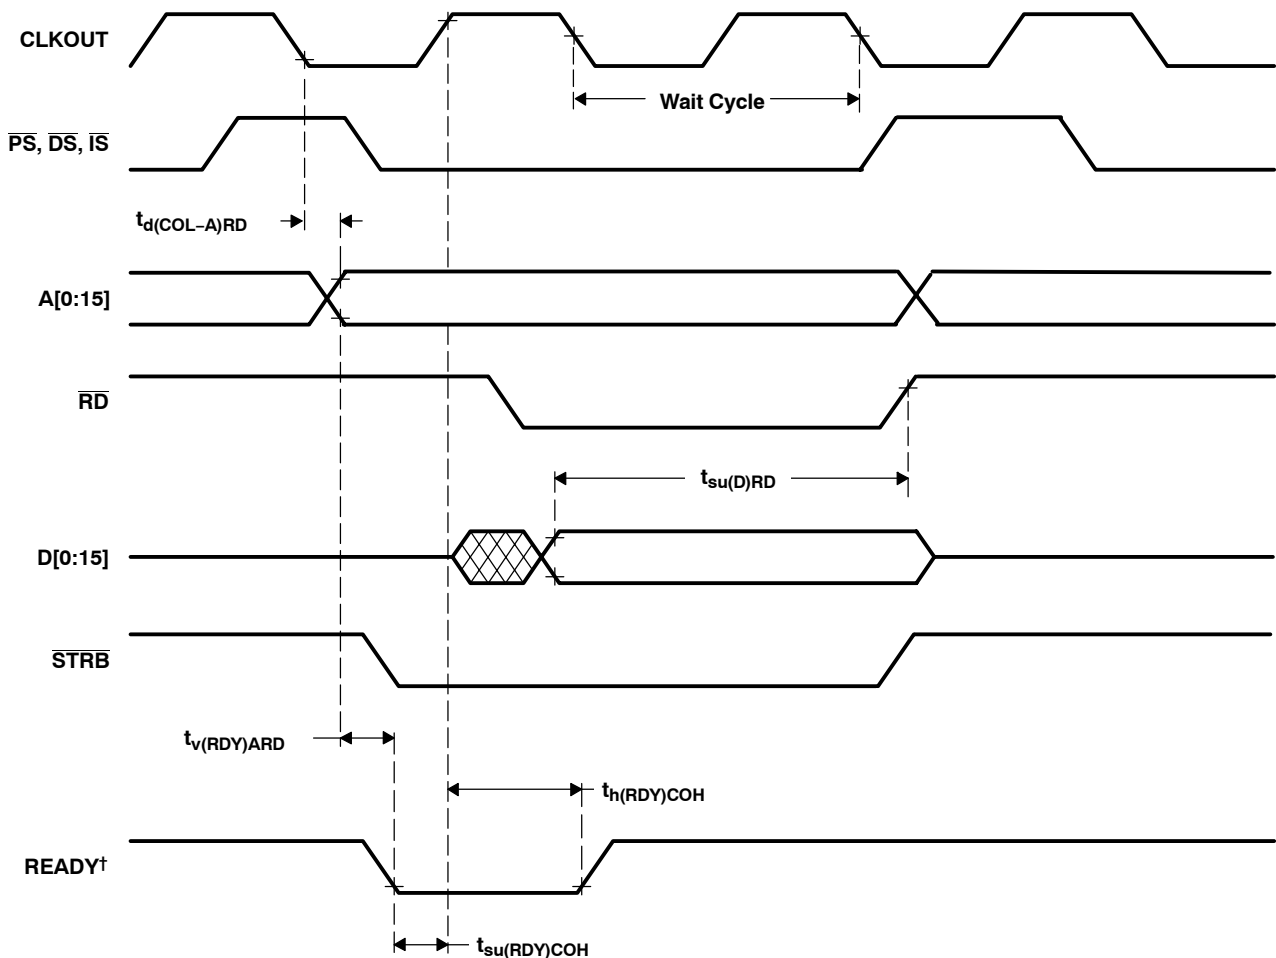 CLKOUT
Wait Cycle
PS, DS, IS
td(COL–A)RD
A[0:15]
RD
tsu(D)RD
D[0:15]
STRB
tv(RDY)ARD
th(RDY)COH
READY†
tsu(RDY)COH